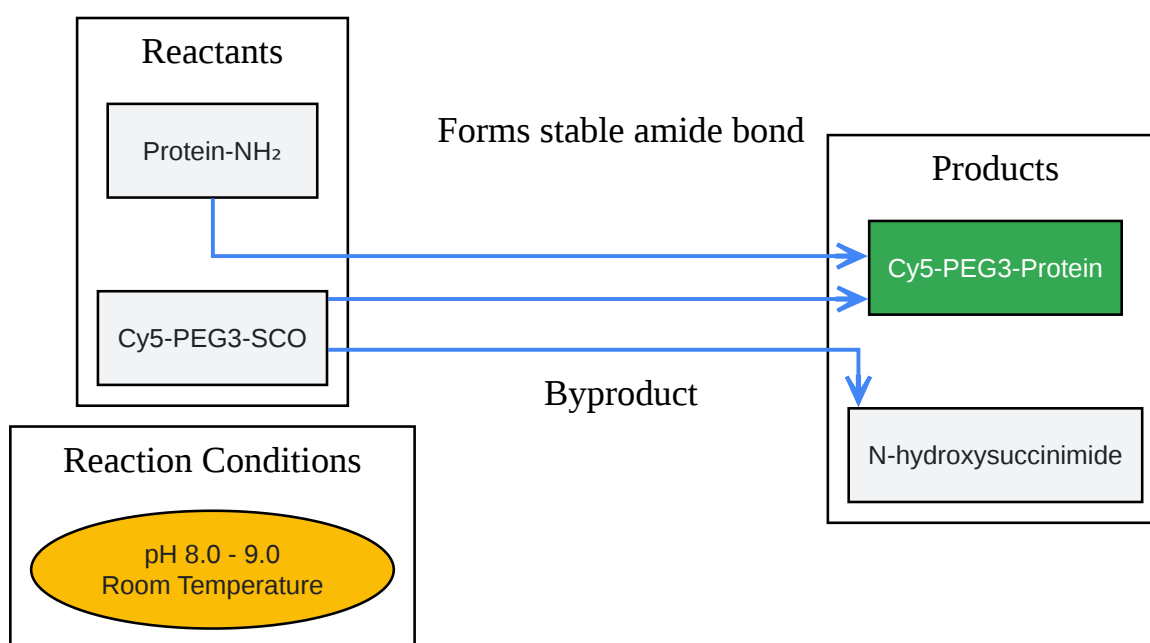 Reactants
Protein-NH₂
Cy5-PEG3-SCO
Forms stable amide bond
Byproduct
Products
Cy5-PEG3-Protein
N-hydroxysuccinimide
Reaction Conditions
pH 8.0 - 9.0
Room Temperature